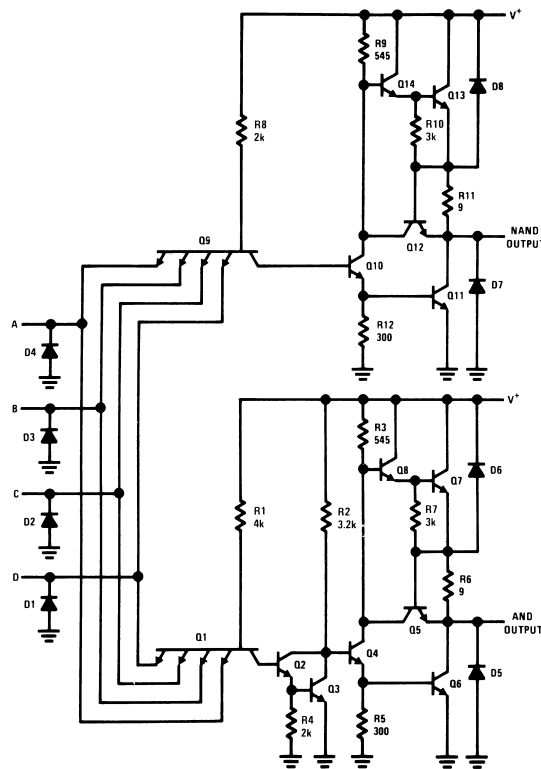 V+
R9
545
Q14
Q13
D8
R8
2k
R10
3k
R11
9
NAND
OUTPUT
Q9
Q12
Q10
Q11
D7
A
D4
R12
300
B
D3
V+
R3
545
Q8
Q7
D6
C
D2
R1
4k
R2
3.2k
R7
3k
D
D1
R6
9
AND
OUTPUT
Q1
Q5
Q2
Q4
Q3
Q6
D5
R4
2k
R5
300